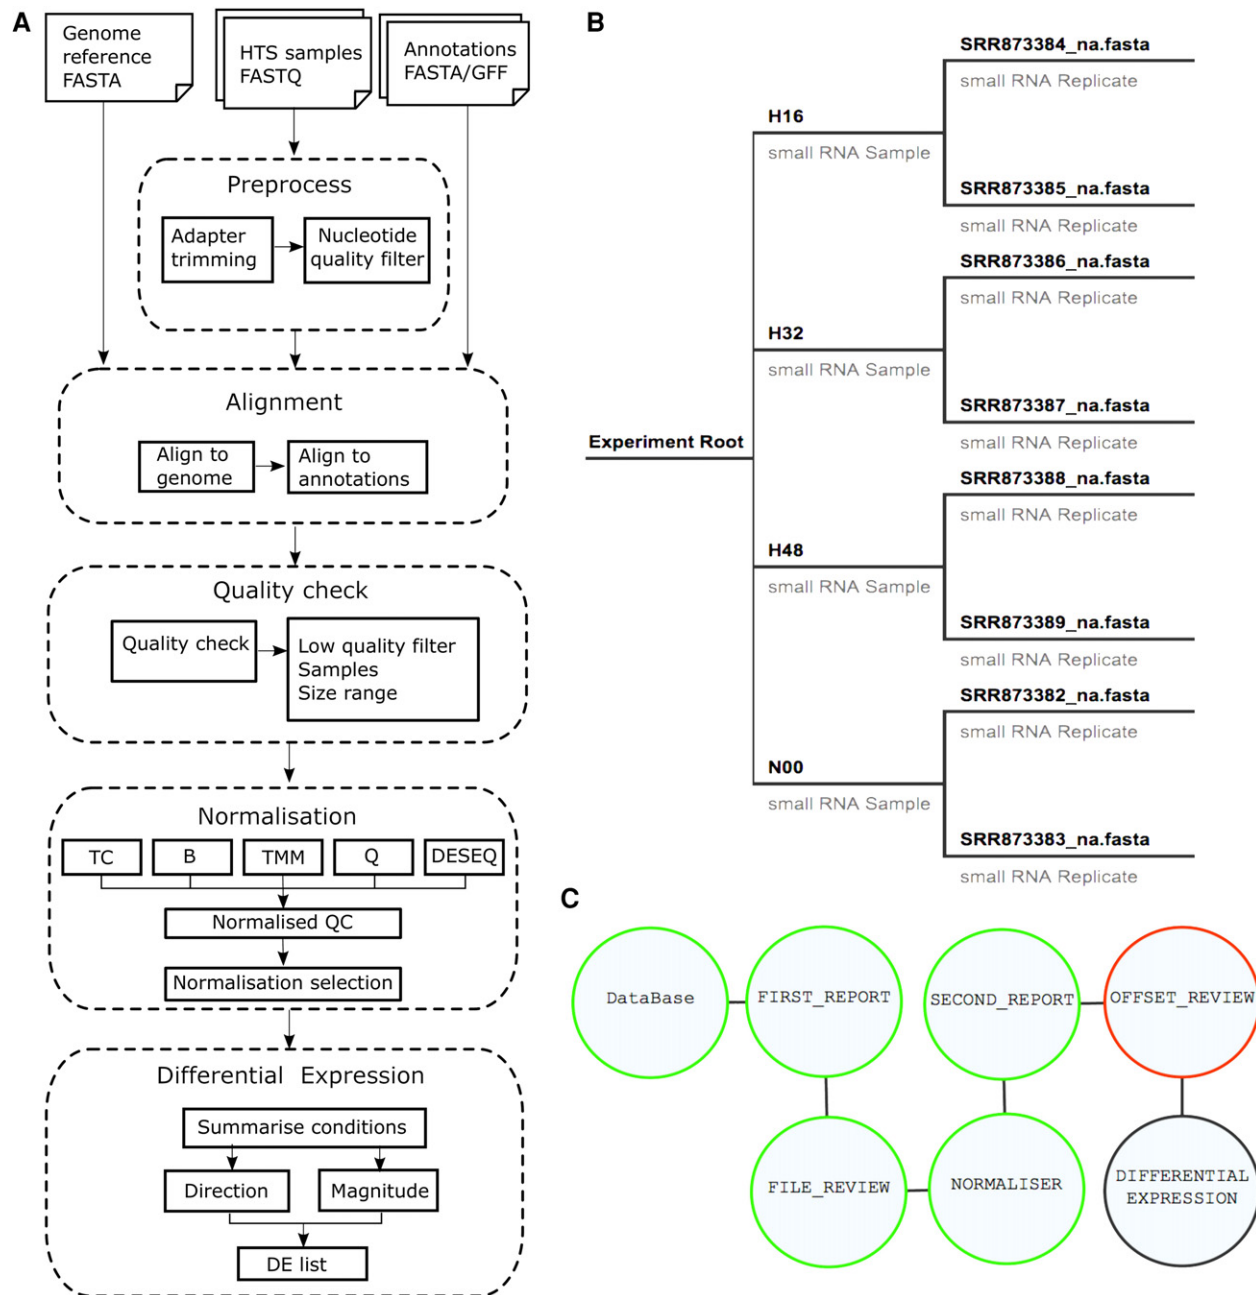 A
Genome
reference
FASTA
HTS samples
FASTQ
Annotations
FASTA/GFF
Preprocess
Adapter
trimming
Nucleotide
quality filter
Alignment
Align to
genome
Align to
annotations
Quality check
Quality check
Low quality filter
Samples
Size range
Normalisation
TC
B
TMM
Q
DESEQ
Normalised QC
Normalisation selection
Differential Expression
Summarise conditions
Direction
Magnitude
DE list
B
Experiment Root
H16
small RNA Sample
SRR873384_na.fasta
small RNA Replicate
SRR873385_na.fasta
small RNA Replicate
H32
small RNA Sample
SRR873386_na.fasta
small RNA Replicate
SRR873387_na.fasta
small RNA Replicate
H48
small RNA Sample
SRR873388_na.fasta
small RNA Replicate
SRR873389_na.fasta
small RNA Replicate
N00
small RNA Sample
SRR873382_na.fasta
small RNA Replicate
SRR873383_na.fasta
small RNA Replicate
C
DataBase
FIRST_REPORT
SECOND_REPORT
OFFSET_REVIEW
FILE_REVIEW
NORMALISER
DIFFERENTIAL
EXPRESSION